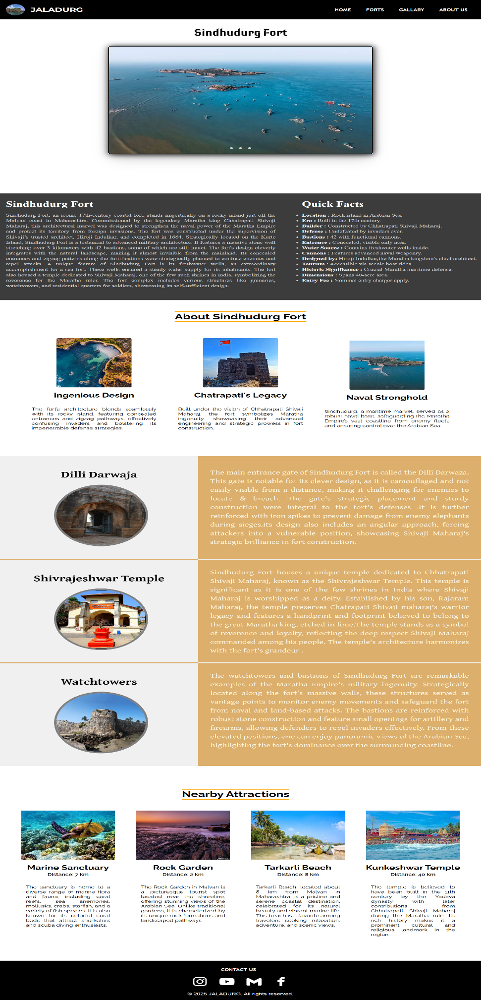 JALADURG
HOME FORTS GALLARY ABOUT US
Sindhudurg Fort
Sindhudurg Fort
Sindhudurg Fort, an iconic 17th-century coastal fort, stands majestically on a rocky island just off the
Malvan coast in Maharashtra. Commissioned by the legendary Maratha king Chhatrapati Shivaji
Maharaj, this architectural marvel was designed to strengthen the naval power of the Maratha Empire
and protect its territory from foreign invasions. The fort was constructed under the supervision of
Shivaji's trusted architect, Hiroji Indulkar, and completed in 1664. Strategically located on the Kurte
Island, Sindhudurg Fort is a testament to advanced military architecture. It features a massive stone wall
stretching over 3 kilometers with 42 bastions, some of which are still intact. The fort's design cleverly
integrates with the natural landscape, making it almost invisible from the mainland. Its concealed
entrances and zigzag patterns along the fortifications were strategically planned to confuse enemies and
repel attacks. A unique feature of Sindhudurg Fort is its freshwater wells, an extraordinary
accomplishment for a sea fort. These wells ensured a steady water supply for its inhabitants. The fort
also housed a temple dedicated to Shivaji Maharaj, one of the few such shrines in India, symbolizing the
reverence for the Maratha ruler. The fort complex includes various structures like granaries,
watchtowers, and residential quarters for soldiers, showcasing its self-sufficient design.
Quick Facts
Location : Rock island in Arabian Sea.
Era : Built in the 17th century.
Builder : Constructed by Chhatrapati Shivaji Maharaj.
Defense : Undefeated by invaders ever.
Bastions : 42 with functional cannons.
Entrance : Concealed, visible only near.
Water Source : Contains freshwater wells inside.
Cannons : Features advanced naval weaponry.
Designed by: Hiroji Indulkar,the Maratha kingdom's chief architect.
Tourism : Accessible via scenic boat rides.
Historic Significance : Crucial Maratha maritime defense.
Dimensions : Spans 48-acre area.
Entry Fee : Nominal entry charges apply.
About Sindhudurg Fort
Ingenious Design
The fort's architecture blends seamlessly
with its rocky island, featuring concealed
entrances and zigzag pathways, effectively
confusing invaders and bolstering its
impenetrable defense strategies.
Chatrapati's Legacy
Built under the vision of Chhatrapati Shivaji
Maharaj, the fort symbolizes Maratha
ingenuity, showcasing their advanced
engineering and strategic prowess in fort
construction.
Naval Stronghold
Sindhudurg, a maritime marvel, served as a
robust naval base, safeguarding the Maratha
Empire's vast coastline from enemy fleets
and ensuring control over the Arabian Sea.
Dilli Darwaja
The main entrance gate of Sindhudurg Fort is called the Dilli Darwaza.
This gate is notable for its clever design, as it is camouflaged and not
easily visible from a distance, making it challenging for enemies to
locate & breach. The gate's strategic placement and sturdy
construction were integral to the fort's defenses .It is further
reinforced with iron spikes to prevent damage from enemy elephants
during sieges.Its design also includes an angular approach, forcing
attackers into a vulnerable position, showcasing Shivaji Maharaj's
strategic brilliance in fort construction.
Shivrajeshwar Temple
Sindhudurg Fort houses a unique temple dedicated to Chhatrapati
Shivaji Maharaj, known as the Shivrajeshwar Temple. This temple is
significant as it is one of the few shrines in India where Shivaji
Maharaj is worshipped as a deity. Established by his son, Rajaram
Maharaj, the temple preserves Chatrapati Shivaji maharaj's warrior
legacy and features a handprint and footprint believed to belong to
the great Maratha king, etched in lime.The temple stands as a symbol
of reverence and loyalty, reflecting the deep respect Shivaji Maharaj
commanded among his people. The temple's architecture harmonizes
with the fort's grandeur .
Watchtowers
The watchtowers and bastions of Sindhudurg Fort are remarkable
examples of the Maratha Empire's military ingenuity. Strategically
located along the fort's massive walls, these structures served as
vantage points to monitor enemy movements and safeguard the fort
from naval and land-based attacks. The bastions are reinforced with
robust stone construction and feature small openings for artillery and
firearms, allowing defenders to repel invaders effectively. From these
elevated positions, one can enjoy panoramic views of the Arabian Sea,
highlighting the fort's dominance over the surrounding coastline.
Nearby Attractions
Marine Sanctuary
Distance: 7 km
The sanctuary is home to a
diverse range of marine flora
and fauna, including coral
reefs, sea anemones,
mollusks, crabs, starfish, and a
variety of fish species. It is also
known for its colorful coral
beds that attract snorkelers
and scuba diving enthusiasts.
Rock Garden
Distance: 2 km
The Rock Garden in Malvan is
a picturesque tourist spot
located near the shoreline,
offering stunning views of the
Arabian Sea. Unlike traditional
gardens, it is characterized by
its unique rock formations and
landscaped pathways
Tarkarli Beach
Distance: 8 km
Tarkarli Beach, located about
8 km from Malvan in
Maharashtra, is a pristine and
serene coastal destination,
celebrated for its natural
beauty and vibrant marine life.
This beach is a favorite among
travelers seeking relaxation,
adventure, and scenic views.
Kunkeshwar Temple
Distance: 40 km
The temple is believed to
have been built in the 11th
century by the Yadava
dynasty, with later
contributions from
Chhatrapati Shivaji Maharaj
during the Maratha rule. Its
rich history makes it a
prominent cultural and
religious landmark in the
region.
CONTACT US -
© 2025 JALADURG. All rights reserved.